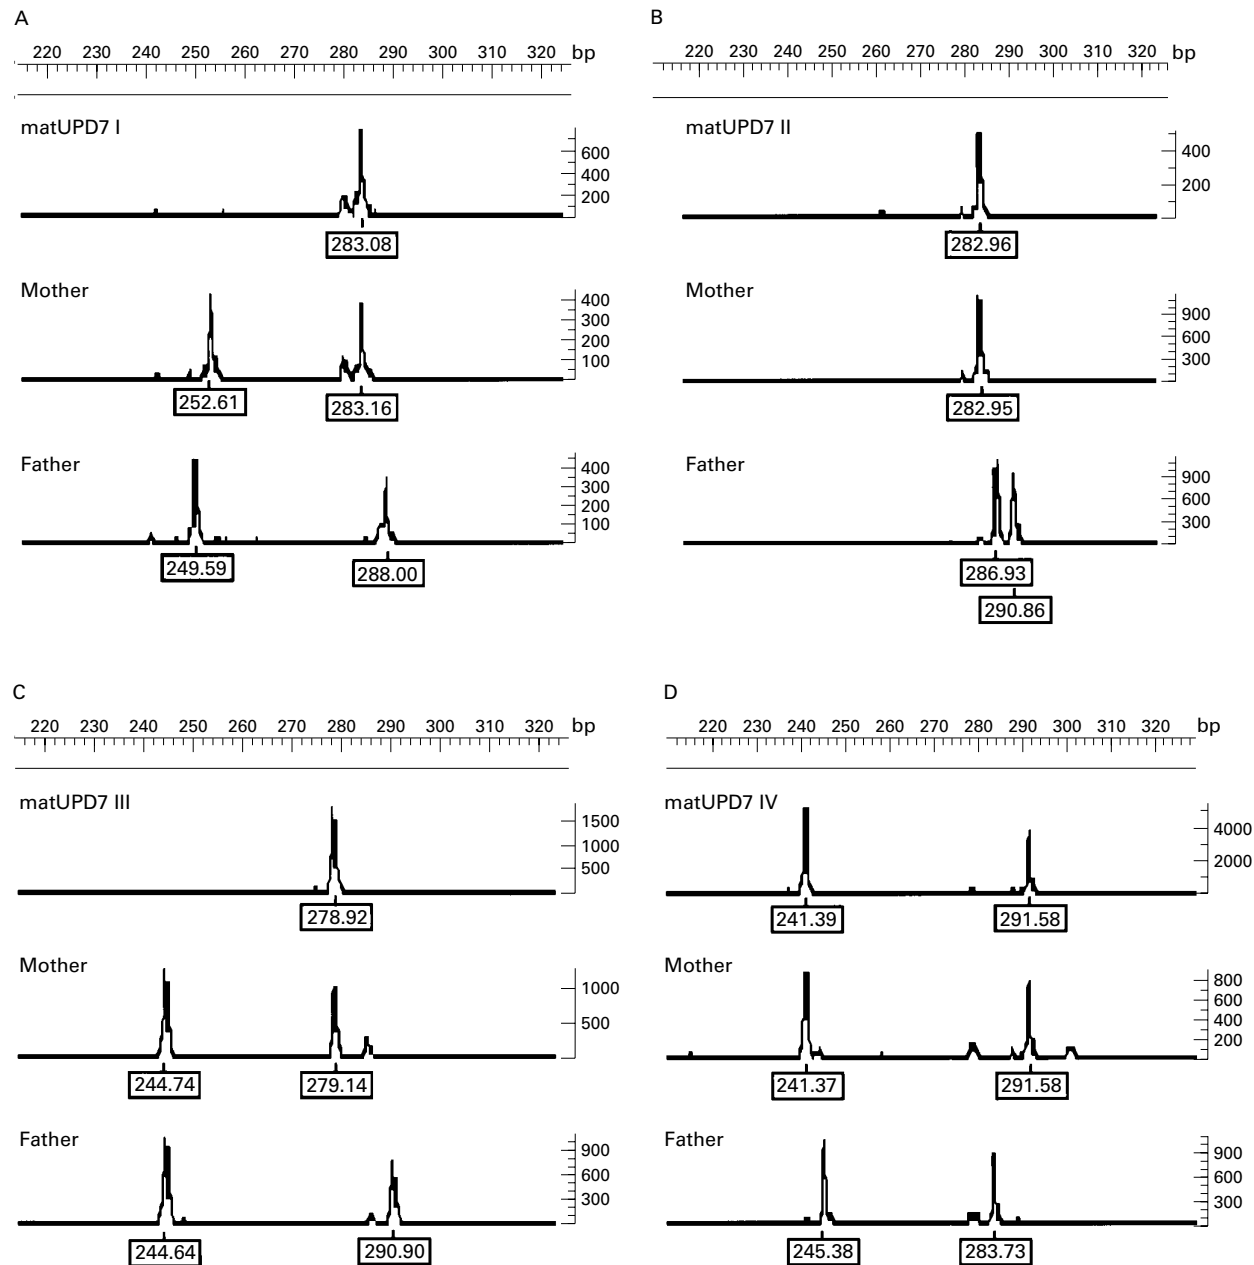 A
220 230 240 250 260 270 280 290 300 310 320 bp
matUPD7 I
600
400
200
283.08
Mother
400
300
200
100
252.61
283.16
Father
400
300
200
100
249.59
288.00
B
220 230 240 250 260 270 280 290 300 310 320 bp
matUPD7 II
400
200
282.96
Mother
900
600
300
282.95
Father
900
600
300
286.93
290.86
C
220 230 240 250 260 270 280 290 300 310 320 bp
matUPD7 III
1500
1000
500
278.92
Mother
1000
500
244.74
279.14
Father
900
600
300
244.64
290.90
D
220 230 240 250 260 270 280 290 300 310 320 bp
matUPD7 IV
4000
2000
241.39
291.58
Mother
800
600
400
200
241.37
291.58
Father
900
600
300
245.38
283.73